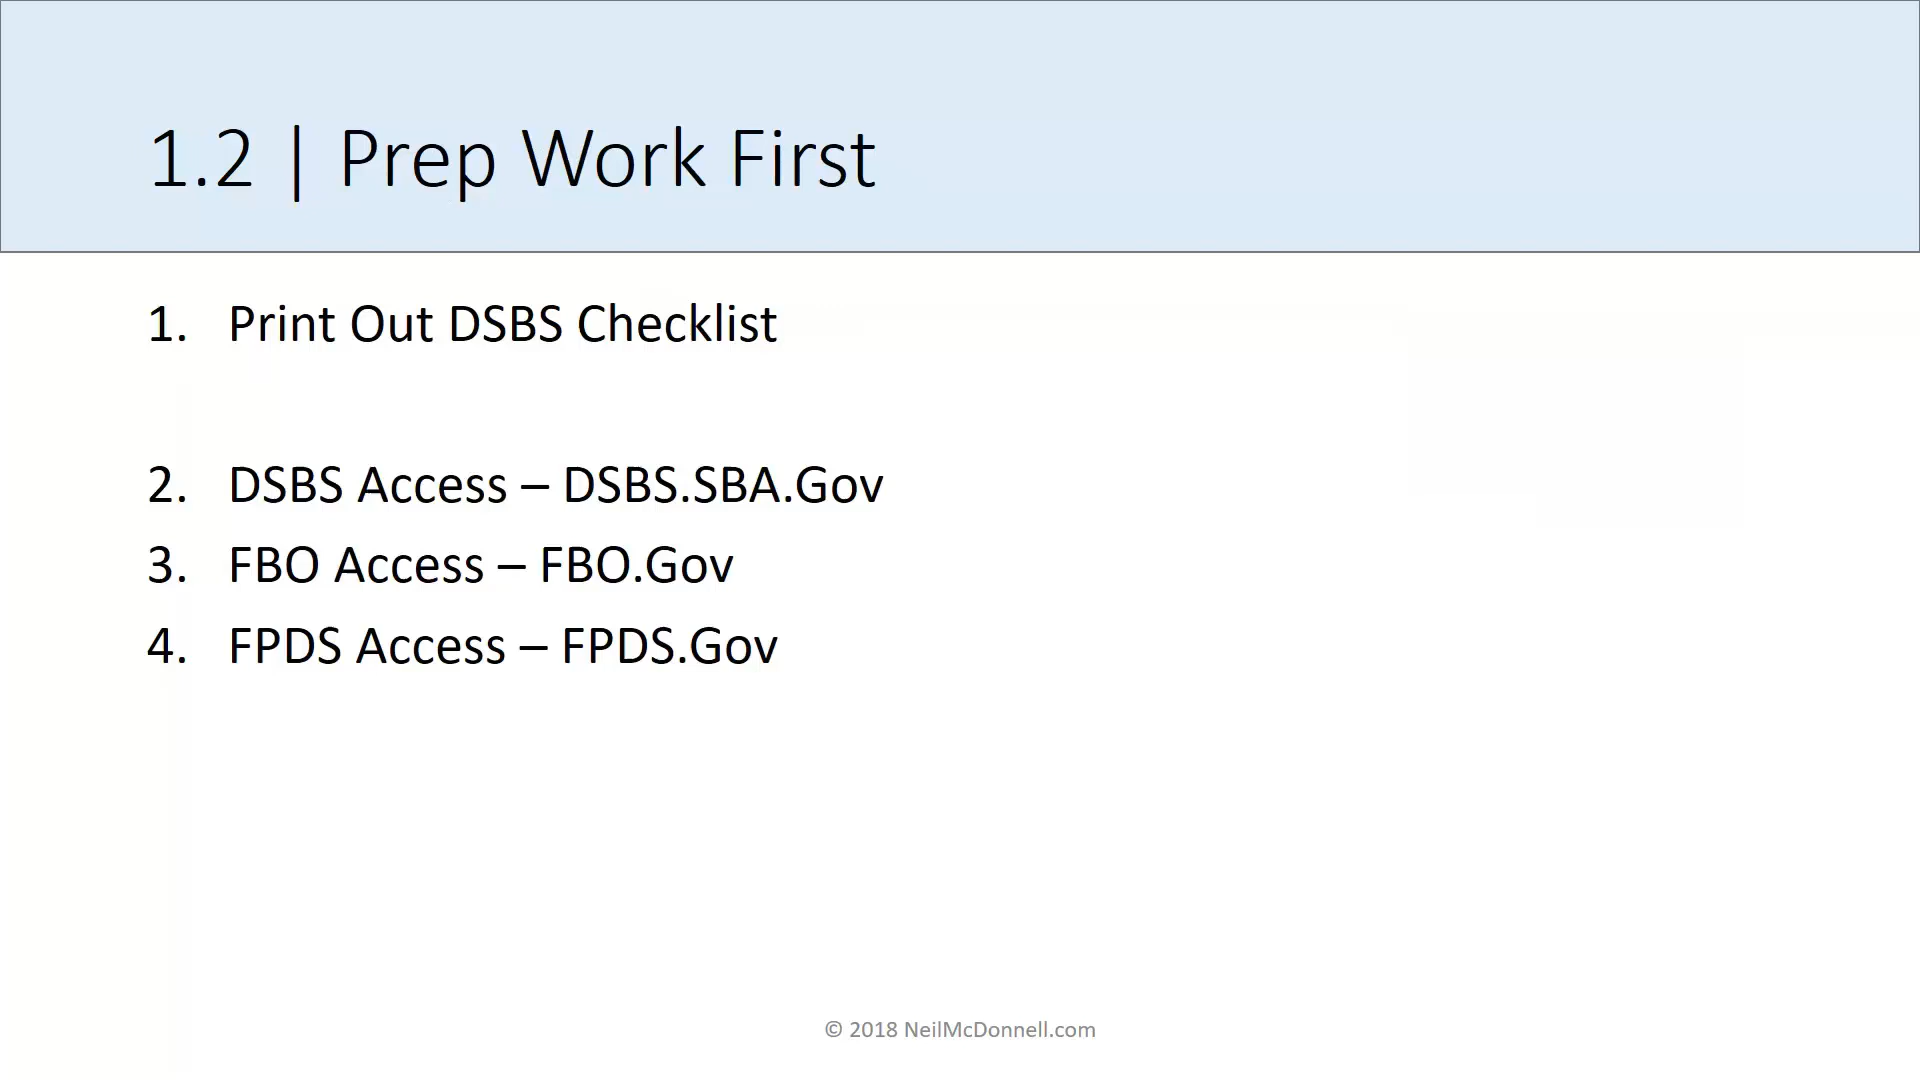 1.2 | Prep Work First
1. Print Out DSBS Checklist
2. DSBS Access – DSBS.SBA.Gov
3. FBO Access – FBO.Gov
4. FPDS Access – FPDS.Gov
© 2018 NeilMcDonnell.com